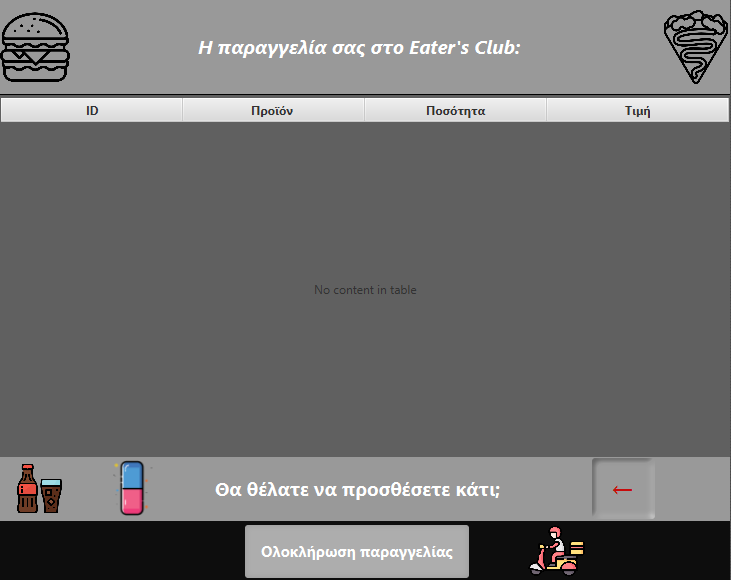 Η παραγγελία σας στο Eater's Club:
ID Προϊόν Ποσότητα Τιμή
No content in table
Θα θέλατε να προσθέσετε κάτι; ←
Ολοκλήρωση παραγγελίας